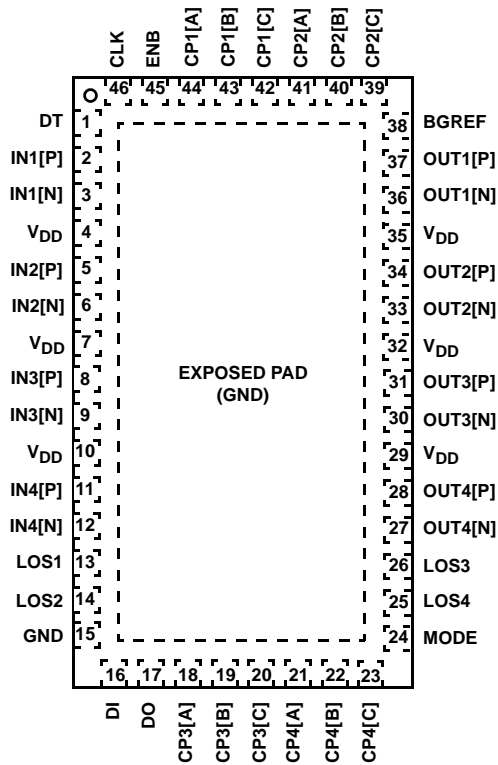 CLK ENB CP1[A] CP1[B] CP1[C] CP2[A] CP2[B] CP2[C]
46 45 44 43 42 41 40 39
DT 1 38 BGREF
IN1[P] 2 37 OUT1[P]
IN1[N] 3 36 OUT1[N]
VDD 4 35 VDD
IN2[P] 5 34 OUT2[P]
IN2[N] 6 33 OUT2[N]
VDD 7 32 VDD
IN3[P] 8 31 OUT3[P]
EXPOSED PAD
(GND)
IN3[N] 9 30 OUT3[N]
VDD 10 29 VDD
IN4[P] 11 28 OUT4[P]
IN4[N] 12 27 OUT4[N]
LOS1 13 26 LOS3
LOS2 14 25 LOS4
GND 15 24 MODE
16 17 18 19 20 21 22 23
DI DO CP3[A] CP3[B] CP3[C] CP4[A] CP4[B] CP4[C]